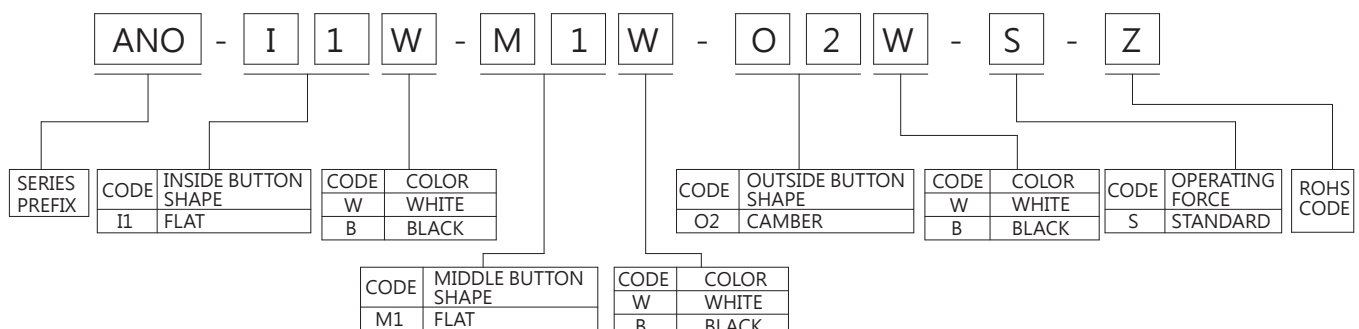 ANO - I 1 W - M 1 W - O 2 W - S - Z
SERIES
PREFIX
CODE INSIDE BUTTON
SHAPE
I1 FLAT
CODE COLOR
W WHITE
B BLACK
CODE OUTSIDE BUTTON
SHAPE
O2 CAMBER
CODE COLOR
W WHITE
B BLACK
CODE OPERATING
FORCE
S STANDARD
ROHS
CODE
CODE MIDDLE BUTTON
SHAPE
M1 FLAT
CODE COLOR
W WHITE
B BLACK